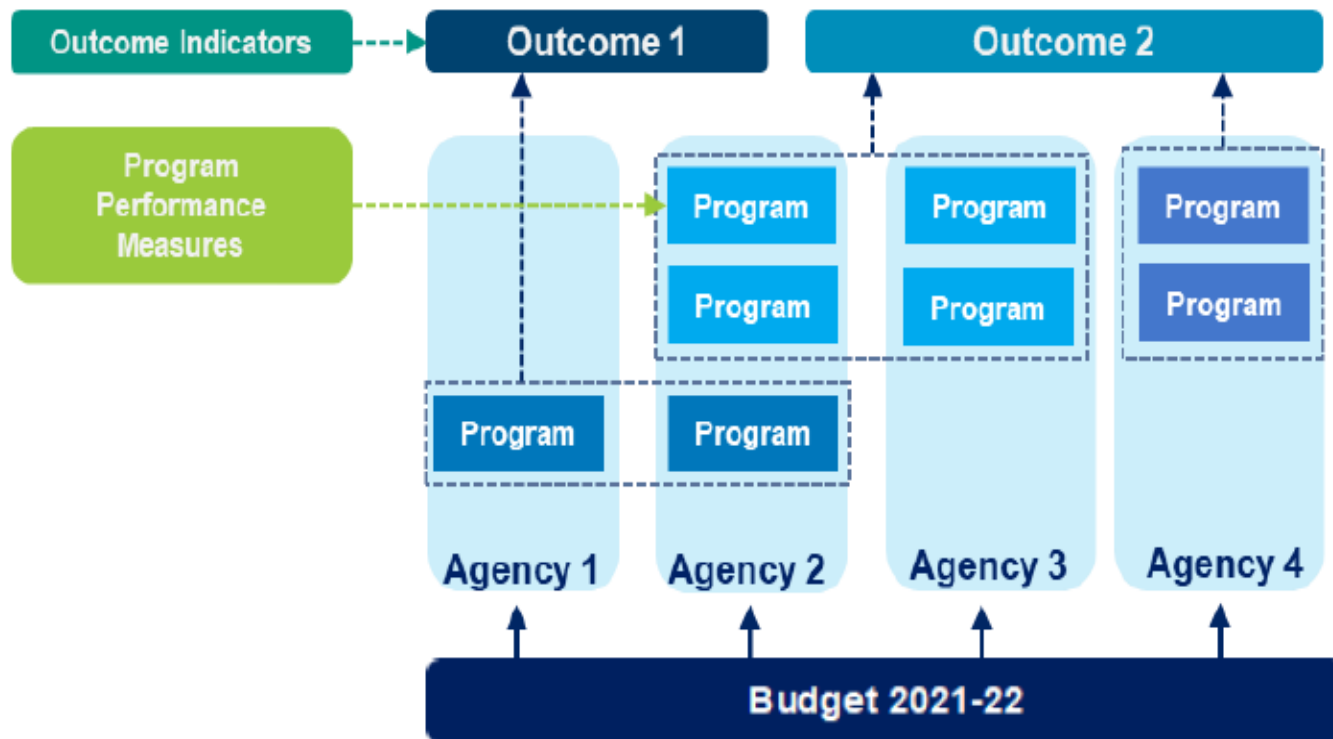 Outcome Indicators
Outcome 1
Outcome 2
Program
Performance
Measures
Program
Program
Program
Program
Program
Program
Program
Program
Agency 1
Agency 2
Agency 3
Agency 4
Budget 2021-22